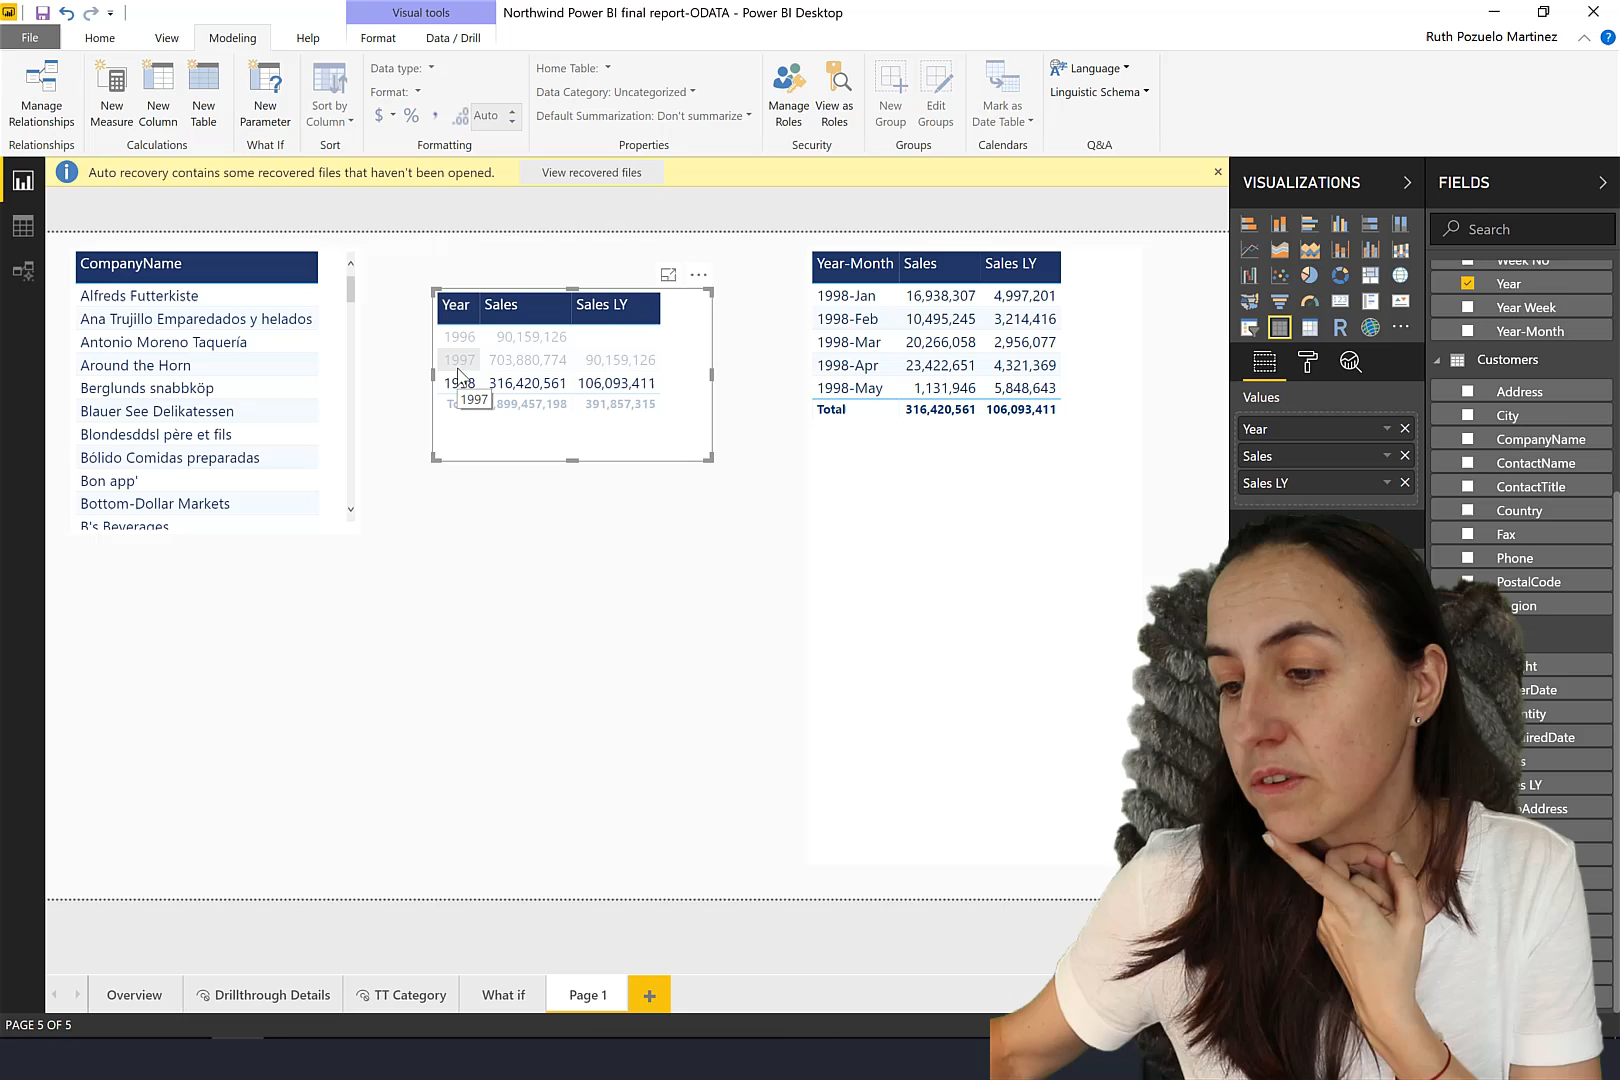 Visual tools
Northwind Power BI final report-ODATA - Power BI Desktop
File
Home
View
Modeling
Help
Format
Data / Drill
Ruth Pozuelo Martinez
Manage Relationships
Relationships
New Measure
New Column
New Table
Calculations
New Parameter
What If
Sort by Column
Sort
Data type:
Format:
$ % , Auto
Formatting
Home Table:
Data Category: Uncategorized
Default Summarization: Don't summarize
Properties
Manage Roles
View as Roles
Security
New Group
Edit Groups
Groups
Mark as Date Table
Calendars
Language
Linguistic Schema
Q&A
Auto recovery contains some recovered files that haven't been opened.
View recovered files
VISUALIZATIONS
FIELDS
Search
CompanyName
Alfreds Futterkiste
Ana Trujillo Emparedados y helados
Antonio Moreno Taquería
Around the Horn
Berglunds snabbköp
Blauer See Delikatessen
Blondesddsl père et fils
Bólido Comidas preparadas
Bon app'
Bottom-Dollar Markets
B's Beverages
Year Sales Sales LY
1996 90,159,126
1997 703,880,774 90,159,126
1998 316,420,561 106,093,411
899,457,198 391,857,315
1997
Year-Month Sales Sales LY
1998-Jan 16,938,307 4,997,201
1998-Feb 10,495,245 3,214,416
1998-Mar 20,266,058 2,956,077
1998-Apr 23,422,651 4,321,369
1998-May 1,131,946 5,848,643
Total 316,420,561 106,093,411
R
Values
Year
Sales
Sales LY
Week No
Year
Year Week
Year-Month
Customers
Address
City
CompanyName
ContactName
ContactTitle
Country
Fax
Phone
PostalCode
gion
ht
erDate
ntity
iredDate
s
s LY
Address
Overview
Drillthrough Details
TT Category
What if
Page 1
+
PAGE 5 OF 5